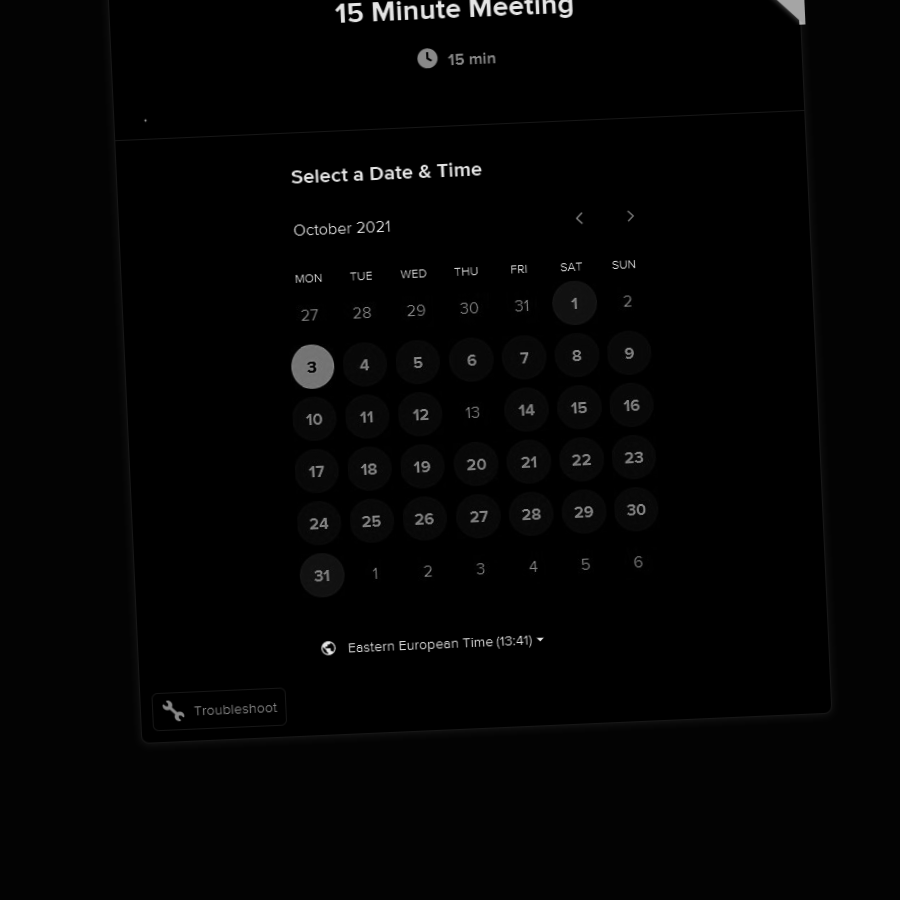 15 Minute Meeting
15 min
Select a Date & Time
October 2021
MON TUE WED THU FRI SAT SUN
27 28 29 30 31 1 2
3 4 5 6 7 8 9
10 11 12 13 14 15 16
17 18 19 20 21 22 23
24 25 26 27 28 29 30
31 1 2 3 4 5 6
Eastern European Time (13:41)
Troubleshoot